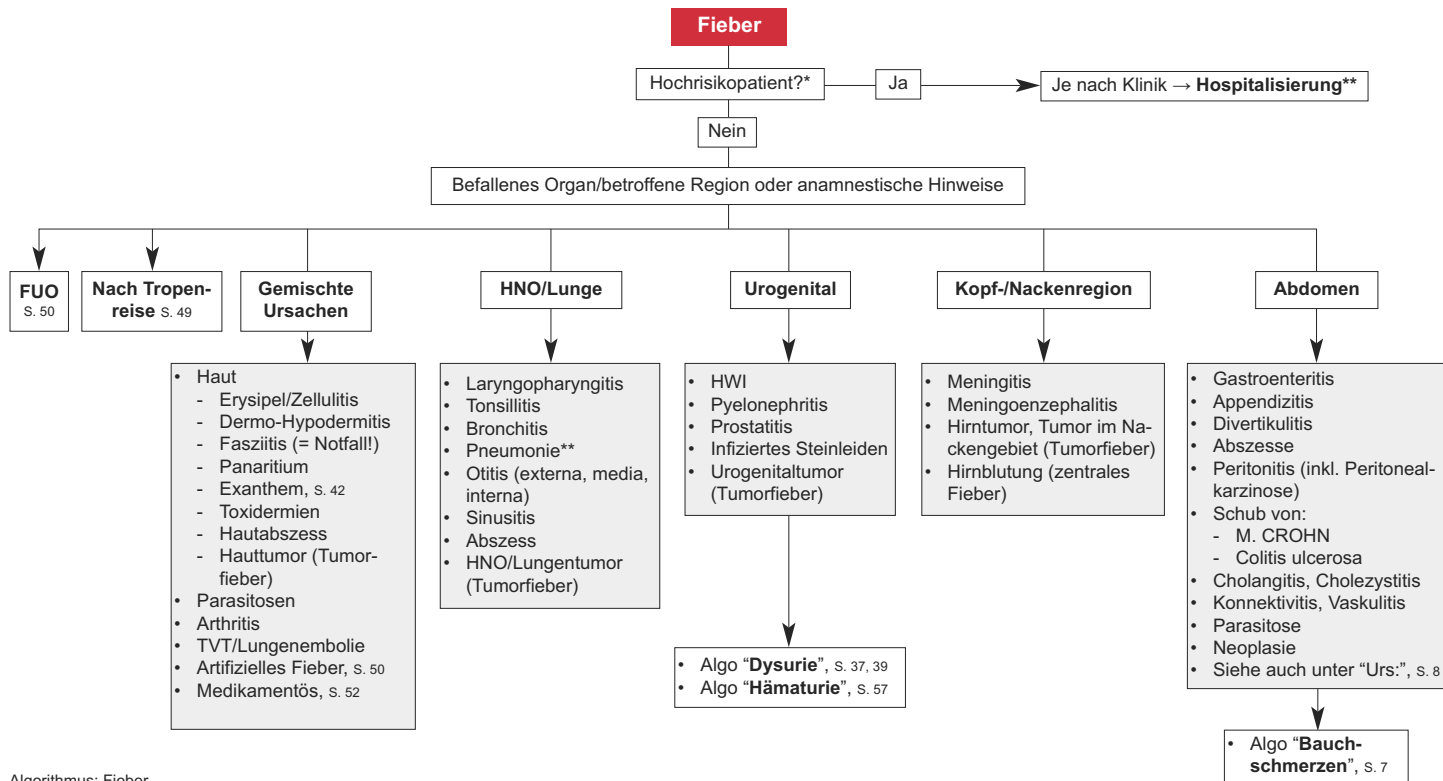 Fieber
Hochrisikopatient?*
Ja
Je nach Klinik → Hospitalisierung**
Nein
Befallenes Organ/betroffene Region oder anamnestische Hinweise
FUO
S. 50
Nach Tropen-
reise S. 49
Gemischte
Ursachen
HNO/Lunge
Urogenital
Kopf-/Nackenregion
Abdomen
• Haut
- Erysipel/Zellulitis
- Dermo-Hypodermitis
- Fasziitis (= Notfall!)
- Panaritium
- Exanthem, S. 42
- Toxidermien
- Hautabszess
- Hauttumor (Tumor-
fieber)
• Parasitosen
• Arthritis
• TVT/Lungenembolie
• Artifizielles Fieber, S. 50
• Medikamentös, S. 52
• Laryngopharyngitis
• Tonsillitis
• Bronchitis
• Pneumonie**
• Otitis (externa, media,
interna)
• Sinusitis
• Abszess
• HNO/Lungentumor
(Tumorfieber)
• HWI
• Pyelonephritis
• Prostatitis
• Infiziertes Steinleiden
• Urogenitaltumor
(Tumorfieber)
• Algo “Dysurie”, S. 37, 39
• Algo “Hämaturie”, S. 57
• Meningitis
• Meningoenzephalitis
• Hirntumor, Tumor im Na-
ckengebiet (Tumorfieber)
• Hirnblutung (zentrales
Fieber)
• Gastroenteritis
• Appendizitis
• Divertikulitis
• Abszesse
• Peritonitis (inkl. Peritoneal-
karzinose)
• Schub von:
- M. CROHN
- Colitis ulcerosa
• Cholangitis, Cholezystitis
• Konnektivitis, Vaskulitis
• Parasitose
• Neoplasie
• Siehe auch unter “Urs:”, S. 8
• Algo “Bauch-
schmerzen”, S. 7
Algorithmus: Fieber